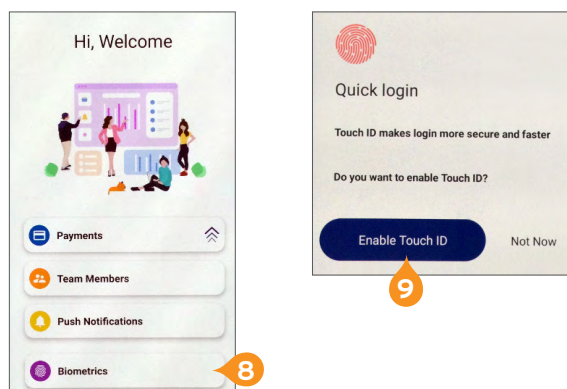 Hi, Welcome
Payments
Team Members
Push Notifications
Biometrics
8
Quick login
Touch ID makes login more secure and faster
Do you want to enable Touch ID?
Enable Touch ID
Not Now
9